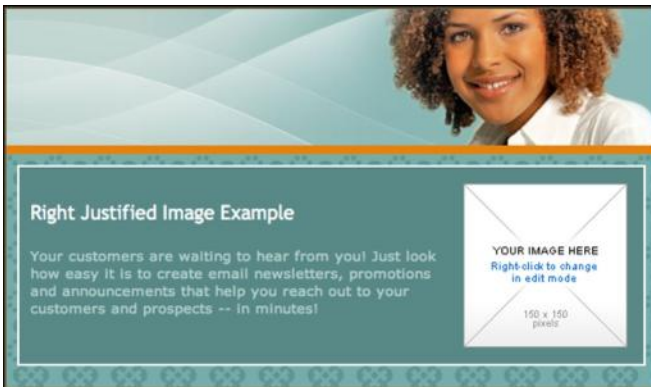 Right Justified Image Example
Your customers are waiting to hear from you! Just look
how easy it is to create email newsletters, promotions
and announcements that help you reach out to your
customers and prospects -- in minutes!
YOUR IMAGE HERE
Right-click to change
in edit mode
150 x 150
pixels